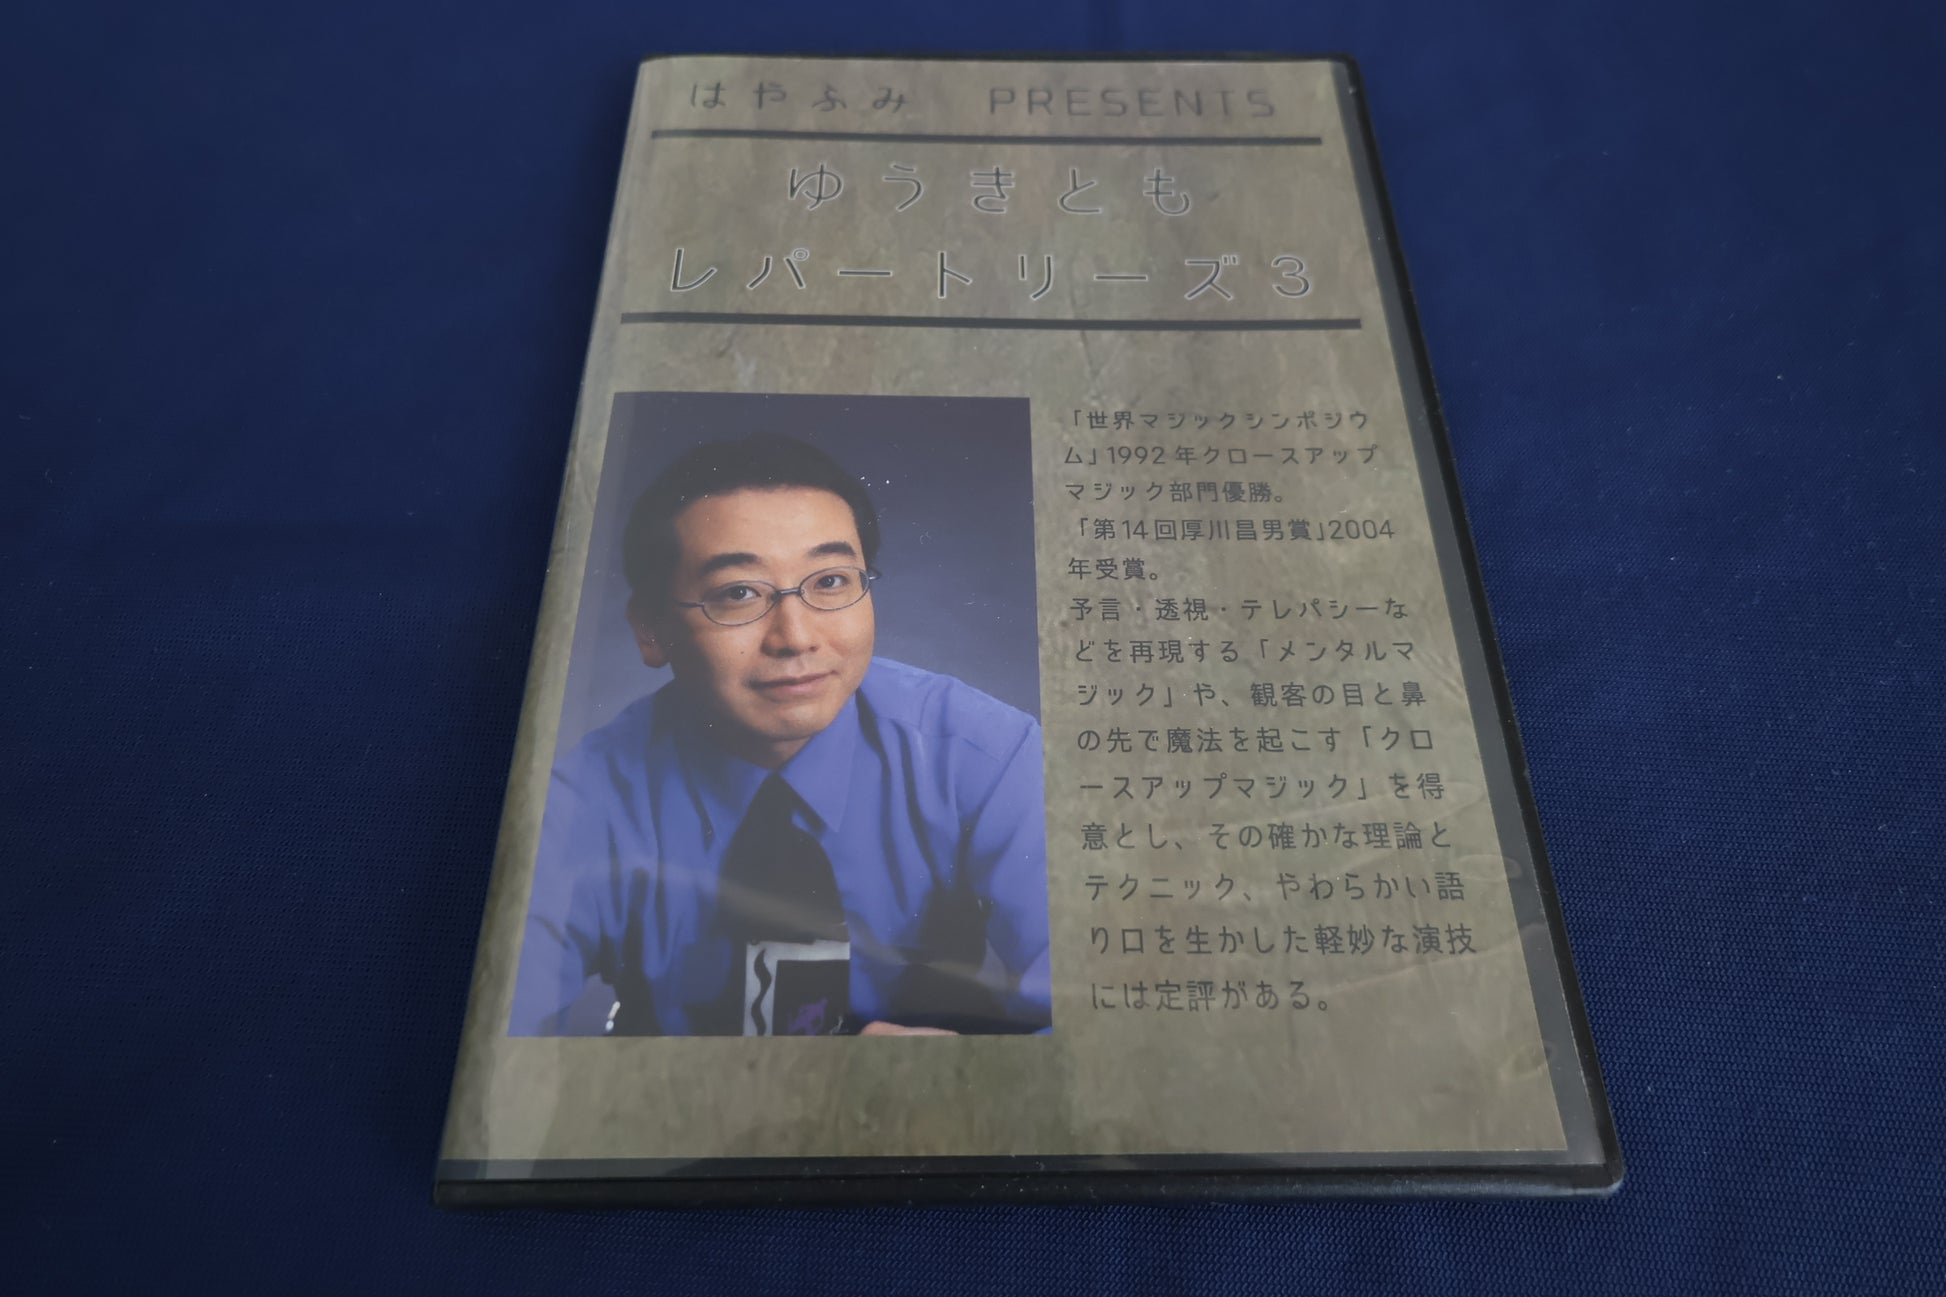 はやふみ　PRESENTS
ゆうきとも
レパートリーズ3
「世界マジックシンポジウ
ム」1992年クロースアップ
マジック部門優勝。
「第14回厚川昌男賞」2004
年受賞。
予言・透視・テレパシーな
どを再現する「メンタルマ
ジック」や、観客の目と鼻
の先で魔法を起こす「クロ
ースアップマジック」を得
意とし、その確かな理論と
テクニック、やわらかい語
り口を生かした軽妙な演技
には定評がある。